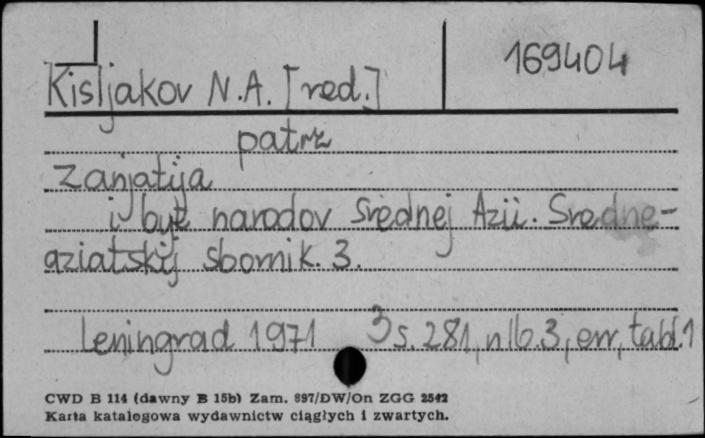 Kisljakov N.A. [red.]
169404
patrz
Zanjatija
i byt narodov Srednej Azii. Sredne-
aziatskij sbornik. 3.
Leningrad 1971 s. 281, nlb. 3, err, tabl. 1
CWD B 114 (dawny B 15b) Zam. 897/DW/On ZGG 2542
Karta katalogowa wydawnictw ciągłych i zwartych.